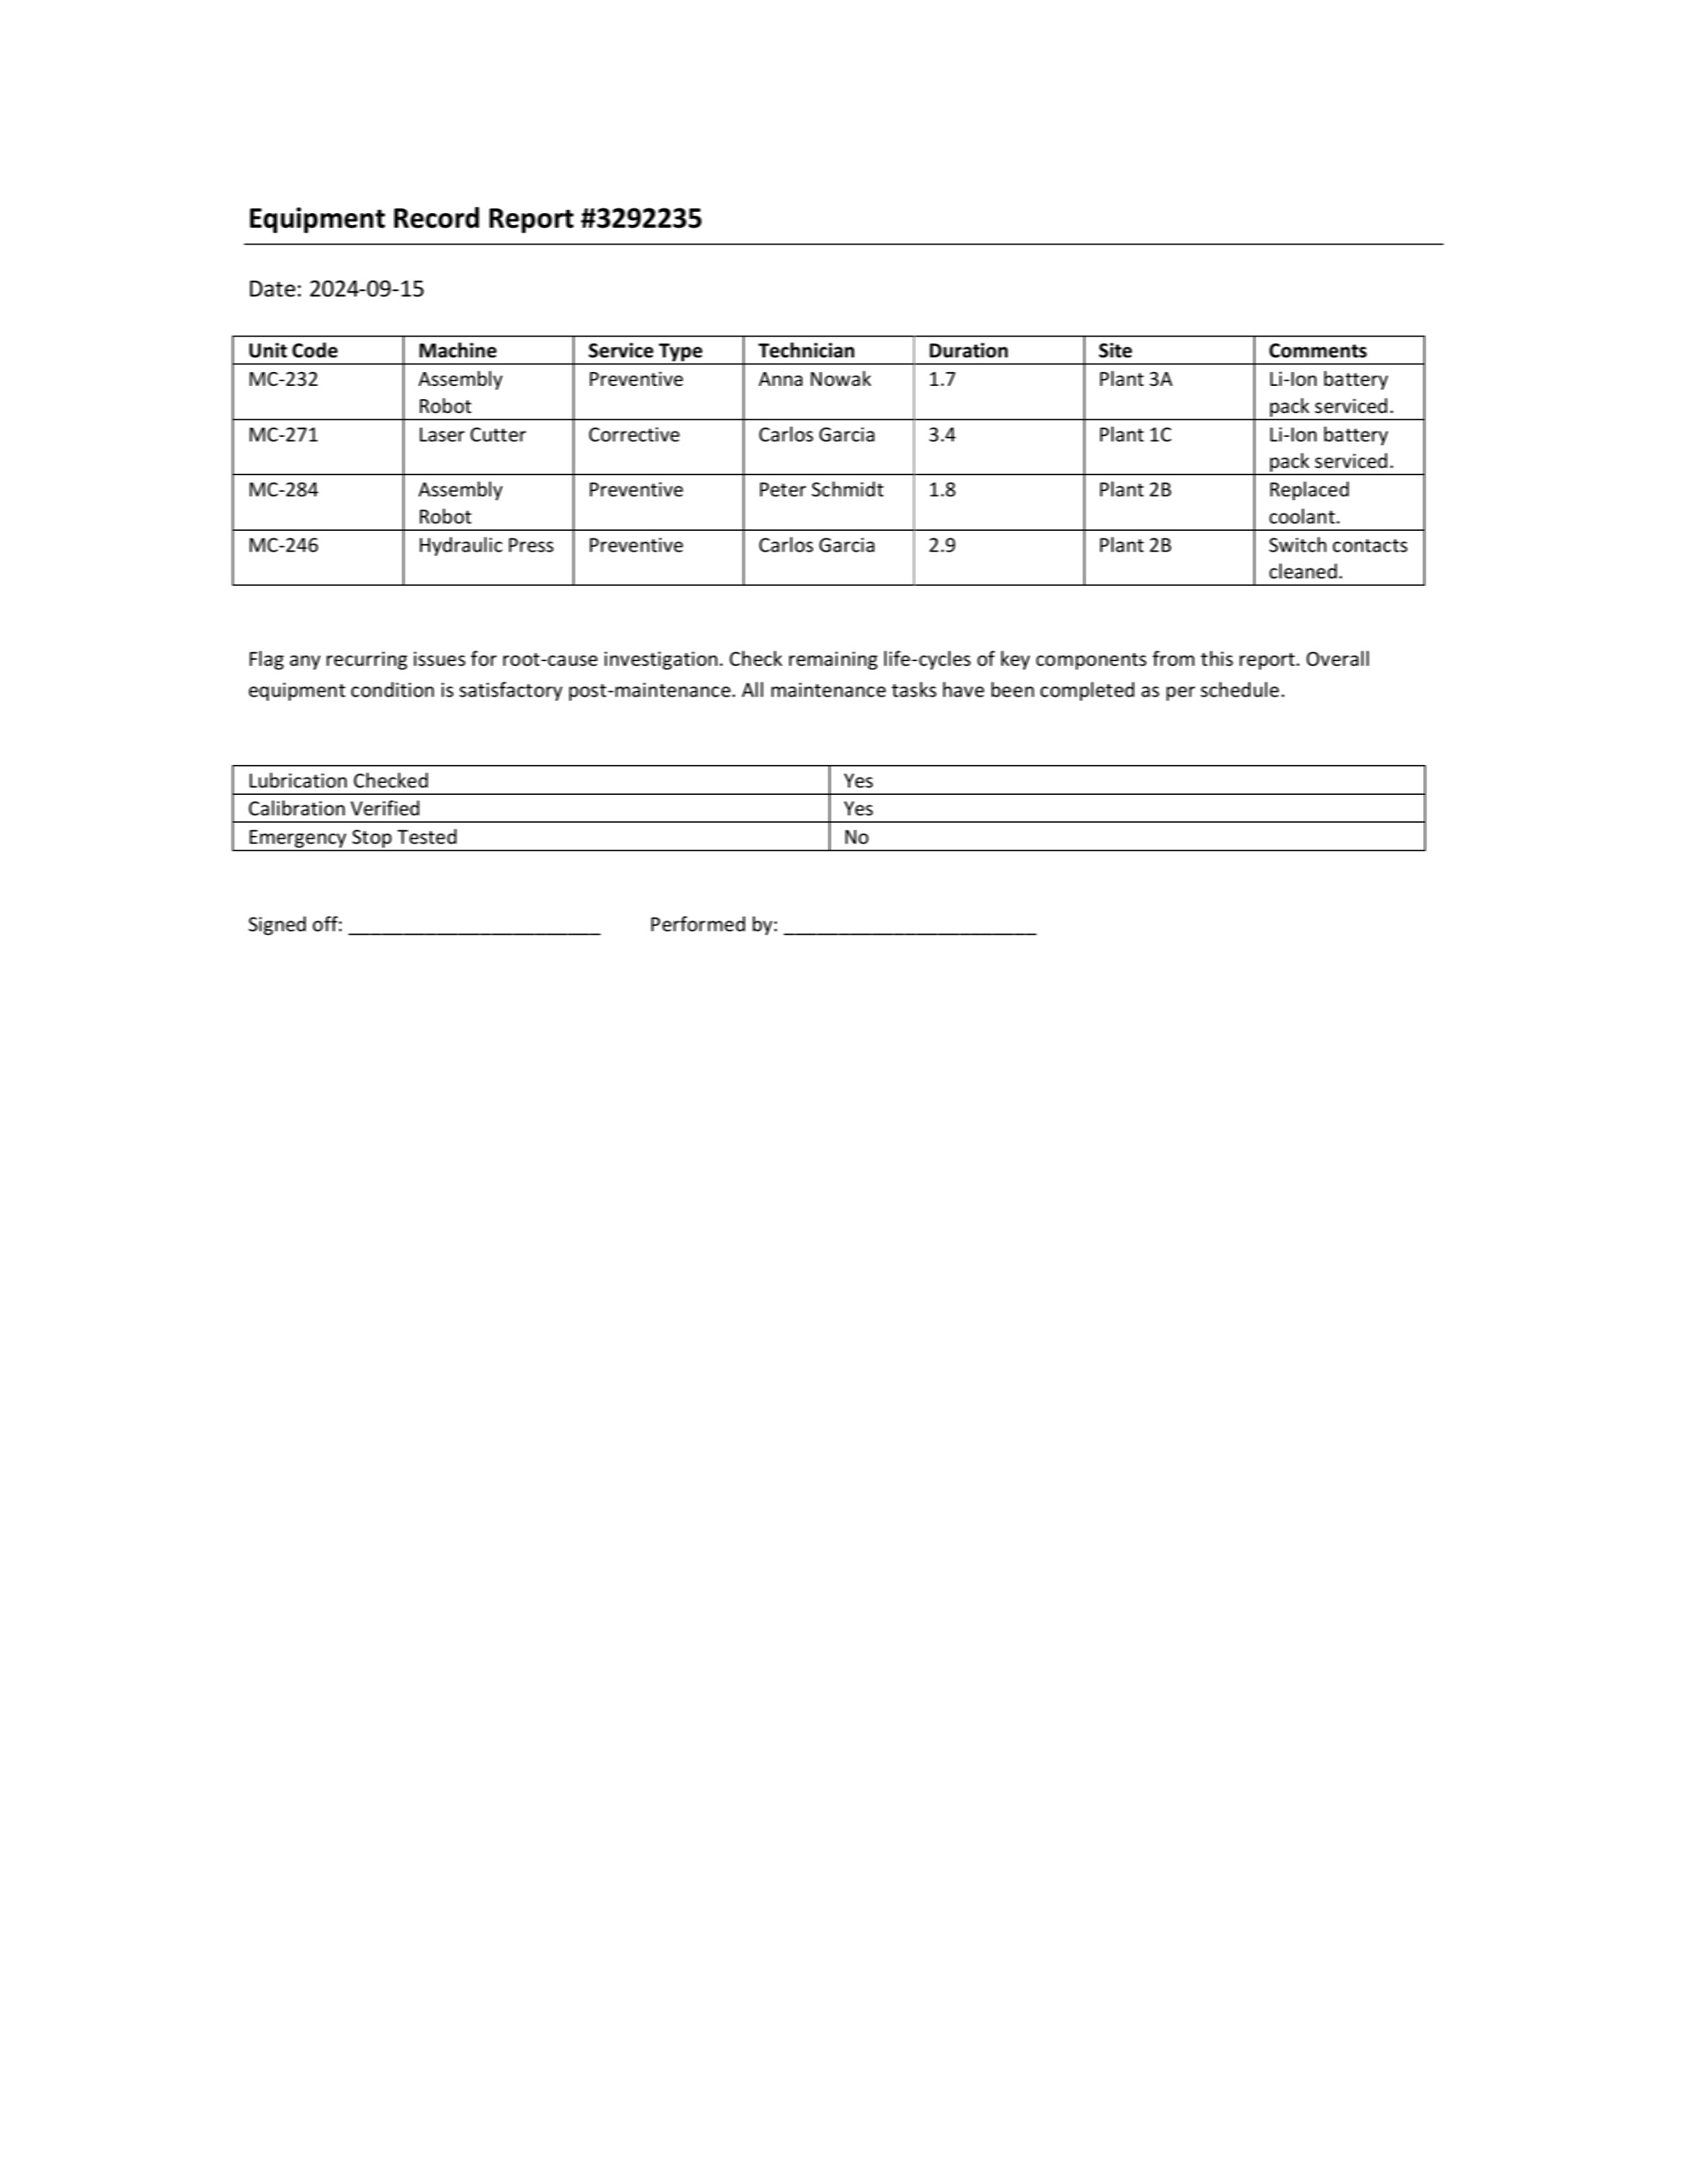 Equipment Record Report #3292235
Date: 2024-09-15
Unit Code Machine Service Type Technician Duration Site Comments
MC-232 Assembly Robot Preventive Anna Nowak 1.7 Plant 3A Li-Ion battery pack serviced.
MC-271 Laser Cutter Corrective Carlos Garcia 3.4 Plant 1C Li-Ion battery pack serviced.
MC-284 Assembly Robot Preventive Peter Schmidt 1.8 Plant 2B Replaced coolant.
MC-246 Hydraulic Press Preventive Carlos Garcia 2.9 Plant 2B Switch contacts cleaned.
Flag any recurring issues for root-cause investigation. Check remaining life-cycles of key components from this report. Overall
equipment condition is satisfactory post-maintenance. All maintenance tasks have been completed as per schedule.
Lubrication Checked Yes
Calibration Verified Yes
Emergency Stop Tested No
Signed off: _______________________ Performed by: _______________________